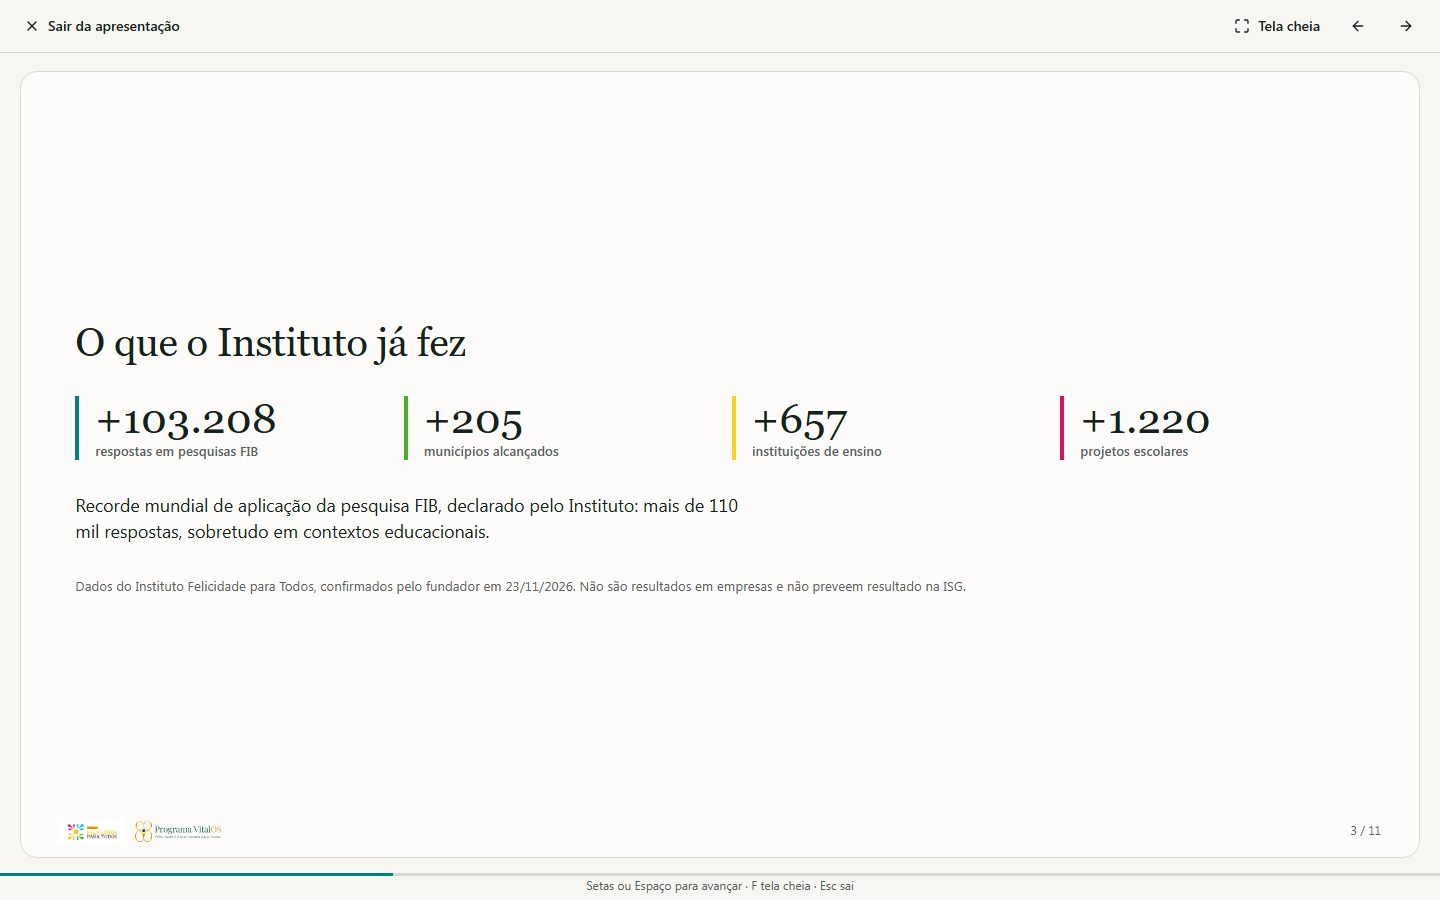 Sair da apresentação
Tela cheia
O que o Instituto já fez
+103.208
respostas em pesquisas FIB
+205
municípios alcançados
+657
instituições de ensino
+1.220
projetos escolares
Recorde mundial de aplicação da pesquisa FIB, declarado pelo Instituto: mais de 110
mil respostas, sobretudo em contextos educacionais.
Dados do Instituto Felicidade para Todos, confirmados pelo fundador em 23/11/2026. Não são resultados em empresas e não preveem resultado na ISG.
PARA TODOS
Programa VitalOS
3 / 11
Setas ou Espaço para avançar · F tela cheia · Esc sai